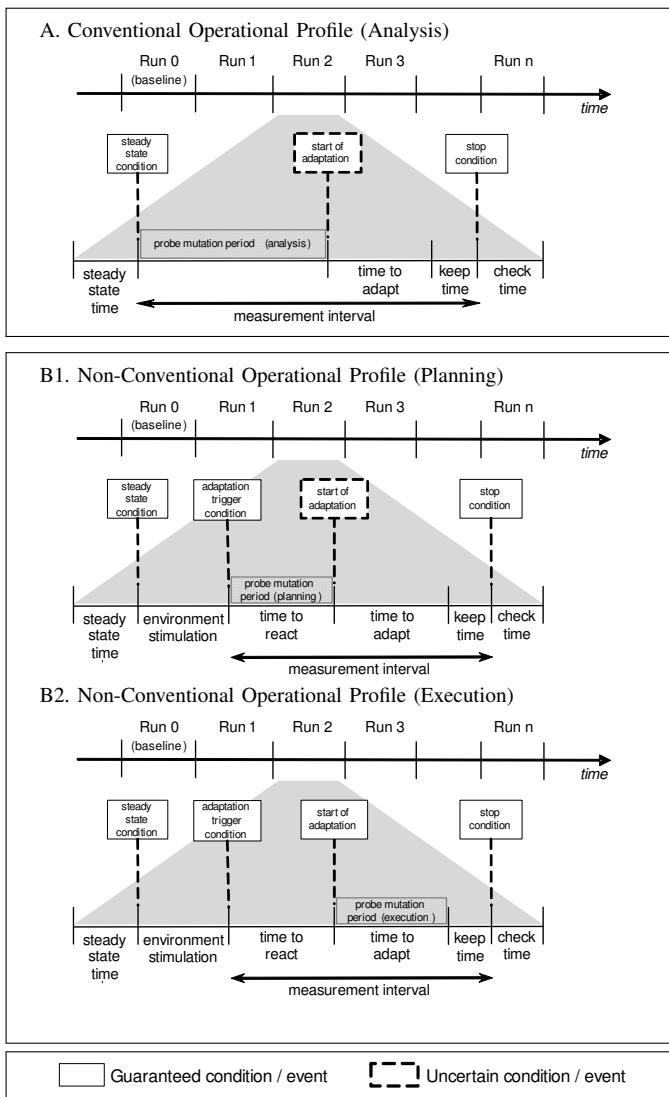 A. Conventional Operational Profile (Analysis)
Run 0 Run 1 Run 2 Run 3 Run n
(baseline)
time
steady
state
condition
start of
adaptation
stop
condition
probe mutation period (analysis)
steady
state
time
time to
adapt
keep
time
check
time
measurement interval
B1. Non-Conventional Operational Profile (Planning)
Run 0 Run 1 Run 2 Run 3 Run n
(baseline)
time
steady
state
condition
adaptation
trigger
condition
start of
adaptation
stop
condition
probe mutation
period (planning)
steady
state
time
environment
stimulation
time to
react
time to
adapt
keep
time
check
time
measurement interval
B2. Non-Conventional Operational Profile (Execution)
Run 0 Run 1 Run 2 Run 3 Run n
(baseline)
time
steady
state
condition
adaptation
trigger
condition
start of
adaptation
stop
condition
probe mutation
period (execution)
steady
state
time
environment
stimulation
time to
react
time to
adapt
keep
time
check
time
measurement interval
Guaranteed condition / event
Uncertain condition / event